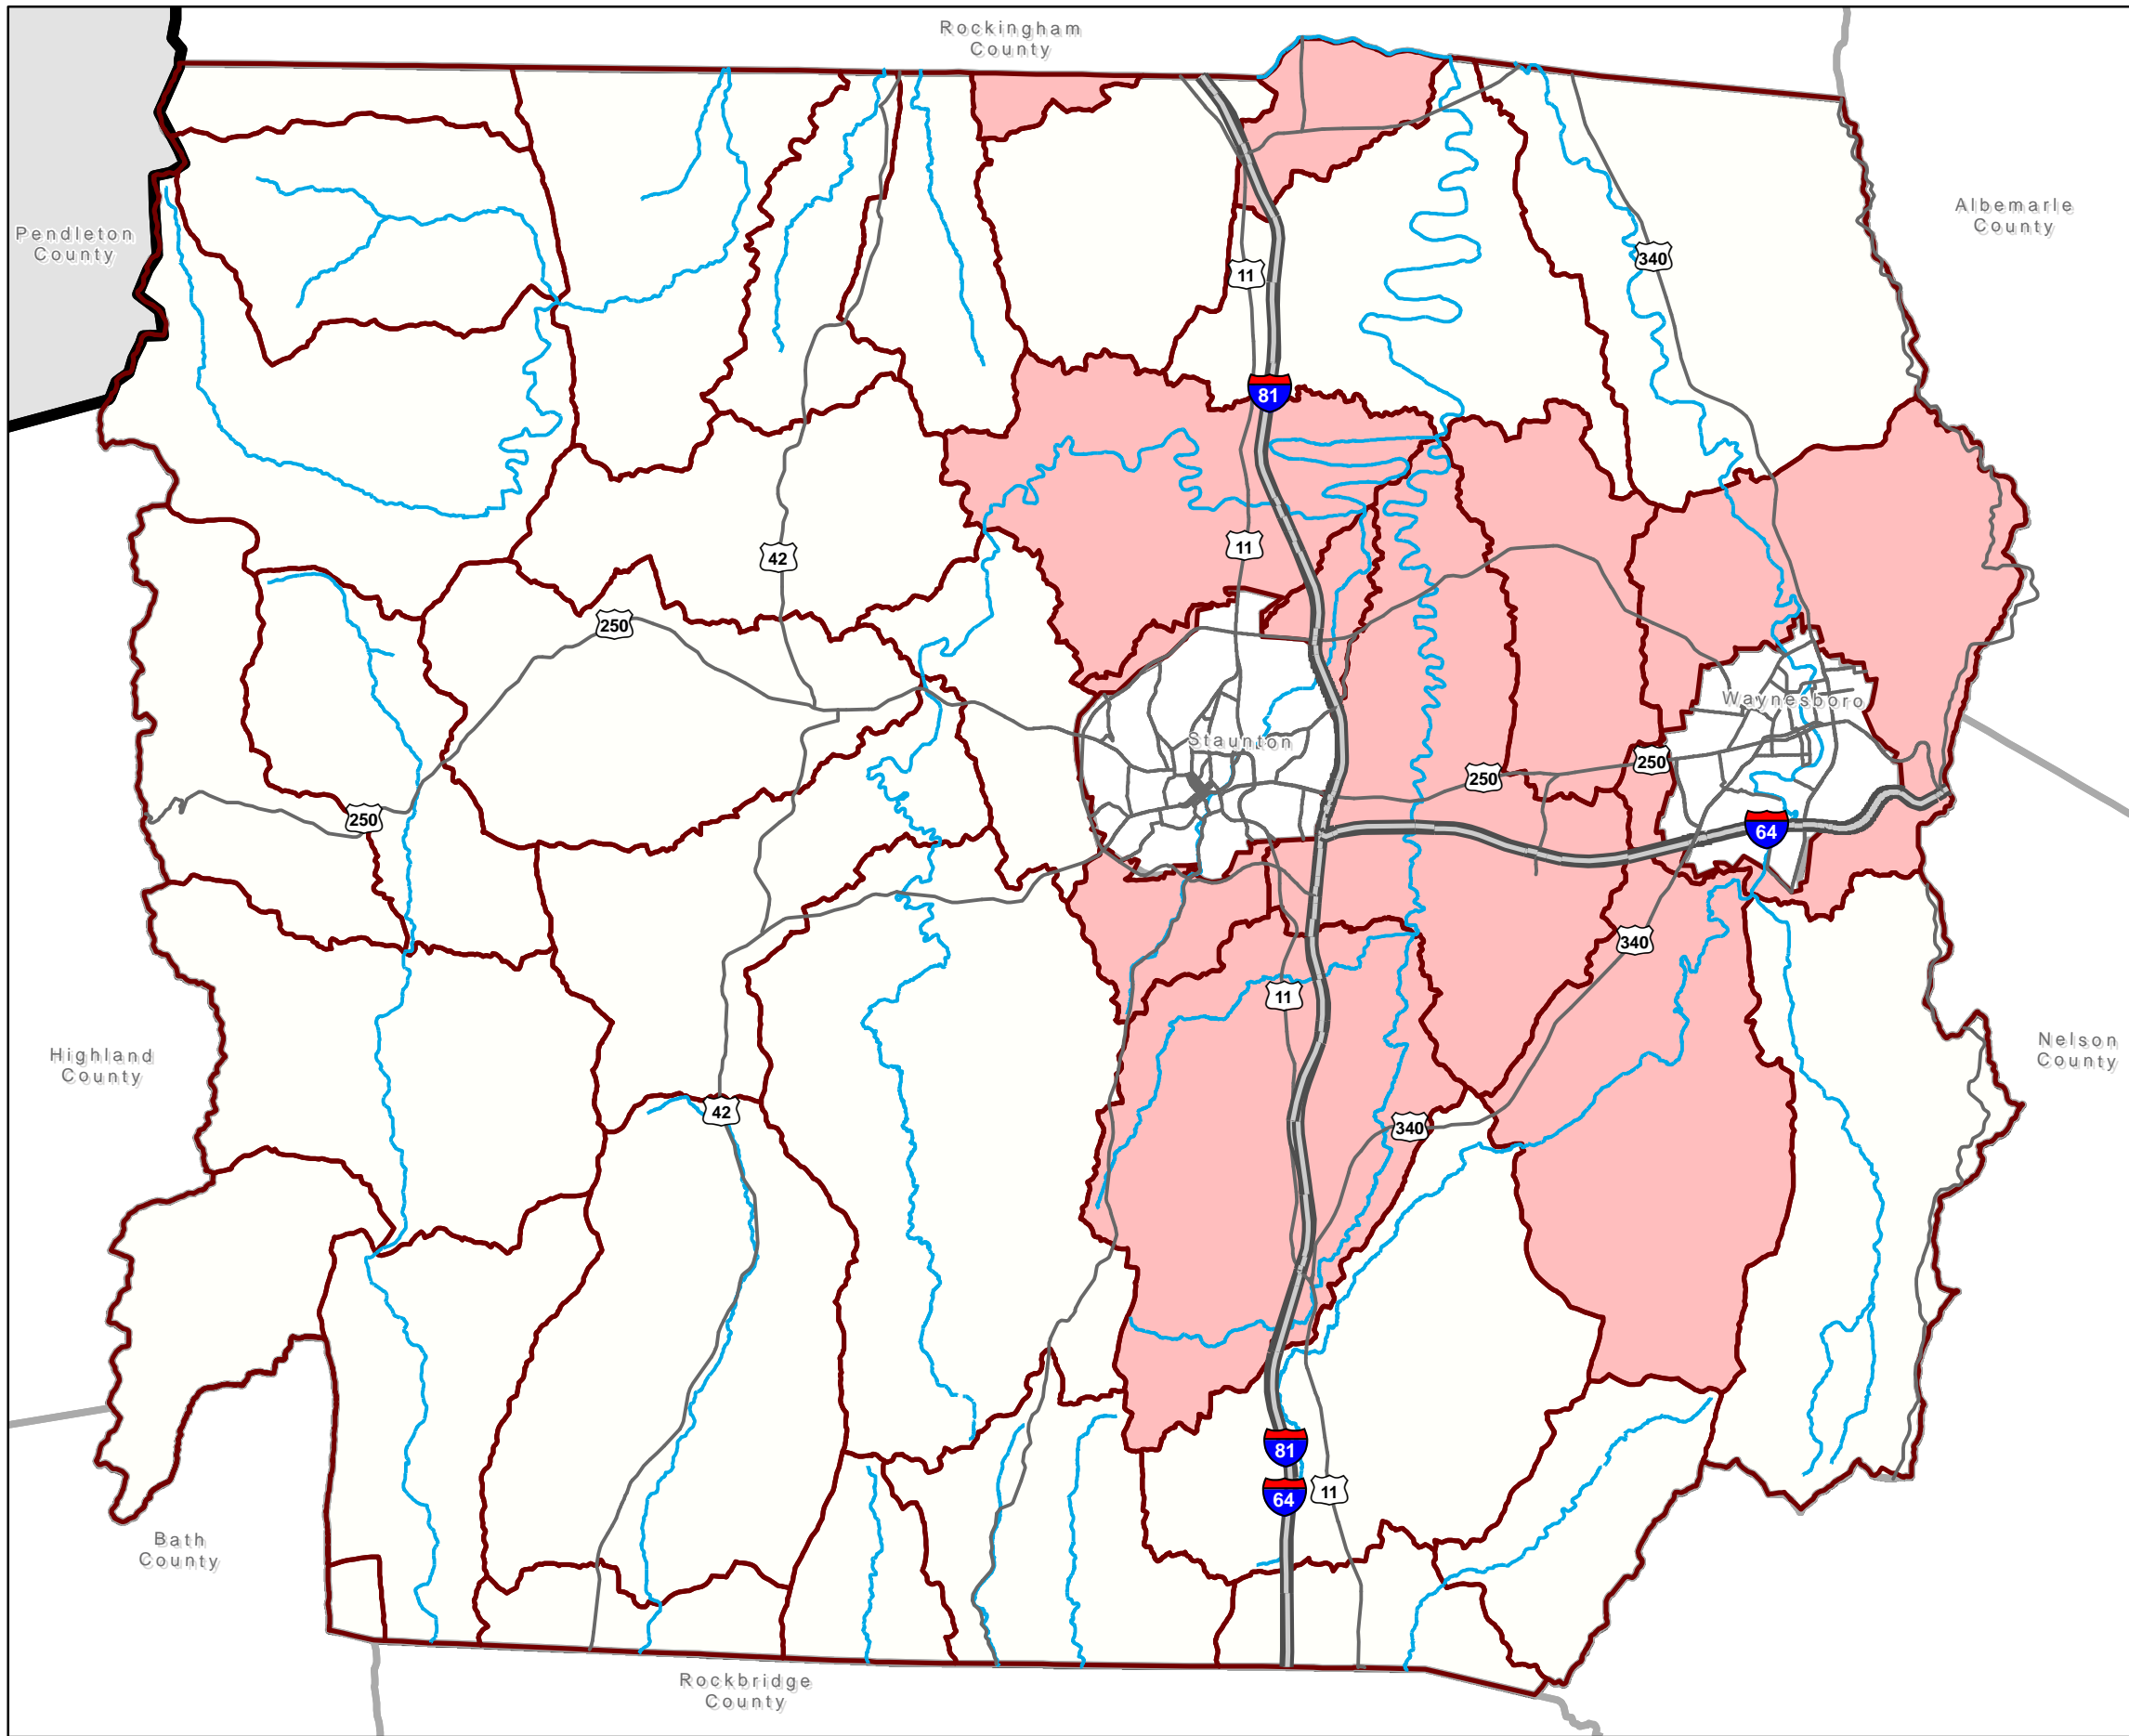 Rockingham
County
Pendleton
County
Albemarle
County
340
11
81
11
42
250
Waynesboro
Staunton
250
250
250
64
340
11
Highland
County
Nelson
County
42
340
81
64
11
Bath
County
Rockbridge
County